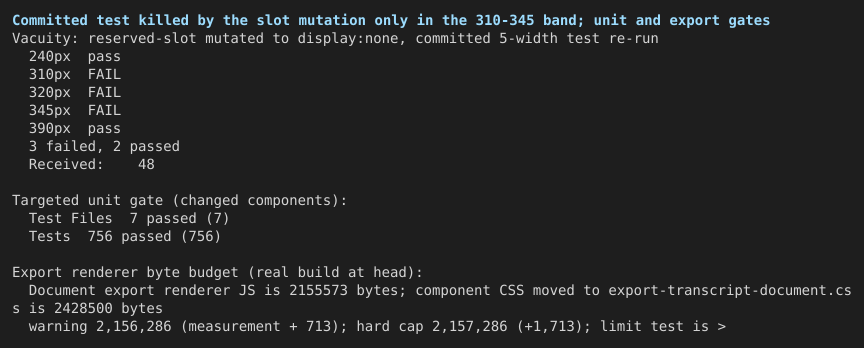 Committed test killed by the slot mutation only in the 310-345 band; unit and export gates
Vacuity: reserved-slot mutated to display:none, committed 5-width test re-run
240px  pass
310px  FAIL
320px  FAIL
345px  FAIL
390px  pass
3 failed, 2 passed
Received:    48
Targeted unit gate (changed components):
Test Files  7 passed (7)
Tests  756 passed (756)
Export renderer byte budget (real build at head):
Document export renderer JS is 2155573 bytes; component CSS moved to export-transcript-document.cs
s is 2428500 bytes
warning 2,156,286 (measurement + 713); hard cap 2,157,286 (+1,713); limit test is >